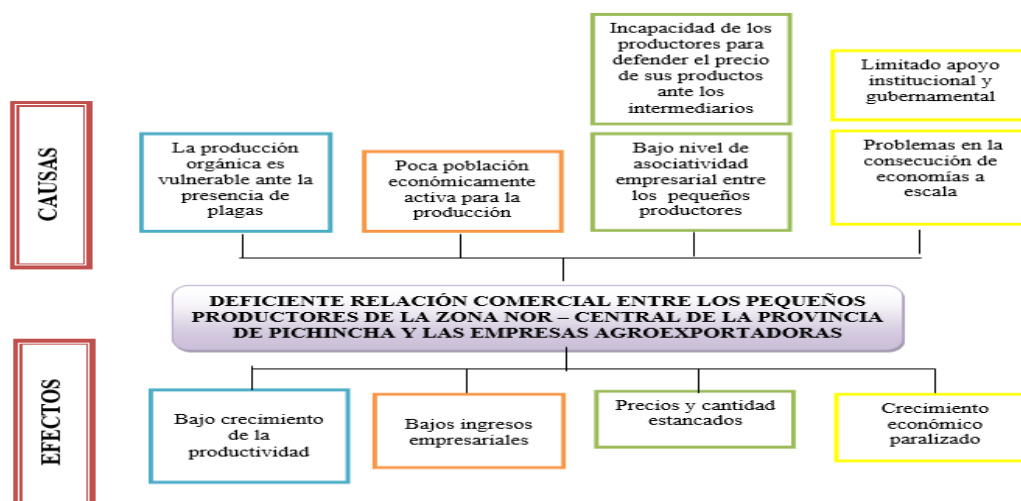 CAUSAS
Incapacidad de los
productores para
defender el precio
de sus productos
ante los
intermediarios
Limitado apoyo
institucional y
gubernamental
La producción
orgánica es
vulnerable ante la
presencia de
plagas
Poca población
económicamente
activa para la
producción
Bajo nivel de
asociatividad
empresarial entre
los pequeños
productores
Problemas en la
consecución de
economías a
escala
DEFICIENTE RELACIÓN COMERCIAL ENTRE LOS PEQUEÑOS
PRODUCTORES DE LA ZONA NOR – CENTRAL DE LA PROVINCIA
DE PICHINCHA Y LAS EMPRESAS AGROEXPORTADORAS
EFECTOS
Bajo crecimiento
de la
productividad
Bajos ingresos
empresariales
Precios y cantidad
estancados
Crecimiento
económico
paralizado